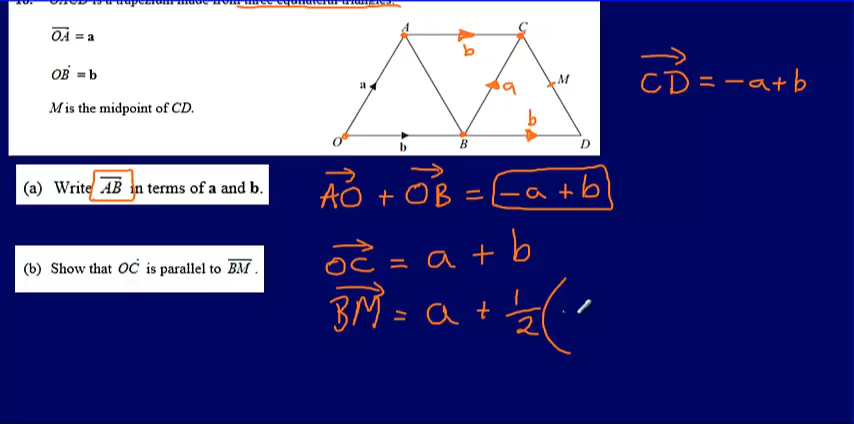 10. OACD is a trapezium made from three equilateral triangles.
OA = a
OB = b
M is the midpoint of CD.
A
C
b
a
a
M
b
O
b
B
D
CD = -a+b
(a) Write AB in terms of a and b.
AO + OB = -a + b
(b) Show that OC is parallel to BM.
OC = a + b
BM = a + 1/2(